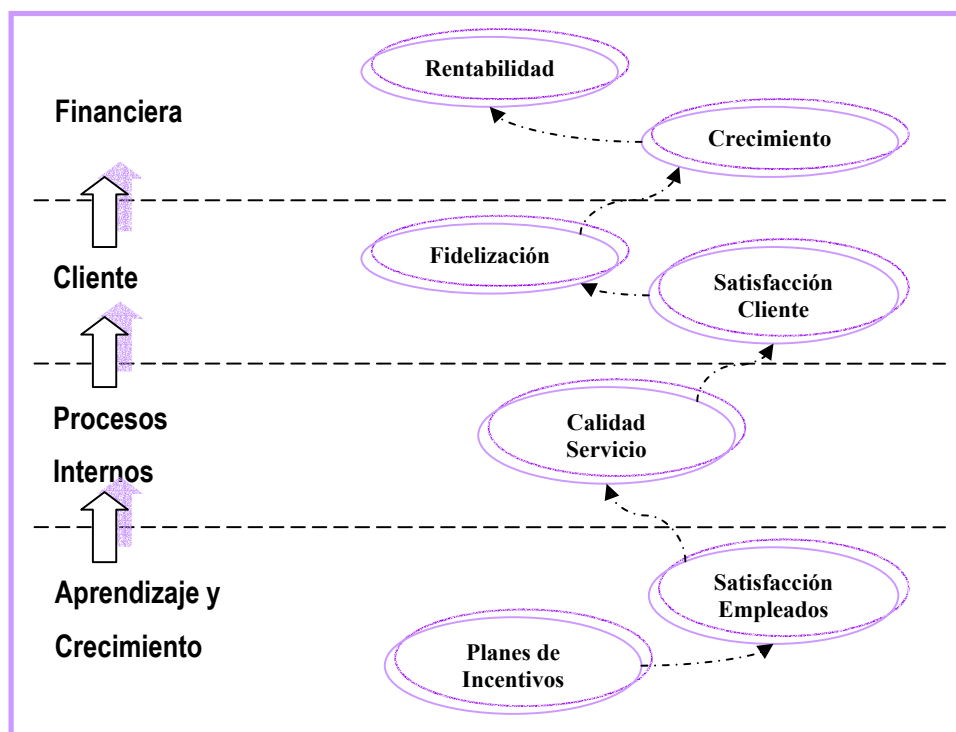 Rentabilidad
Financiera
Crecimiento
Fidelización
Cliente
Satisfacción
Cliente
Procesos
Internos
Calidad
Servicio
Aprendizaje y
Crecimiento
Satisfacción
Empleados
Planes de
Incentivos